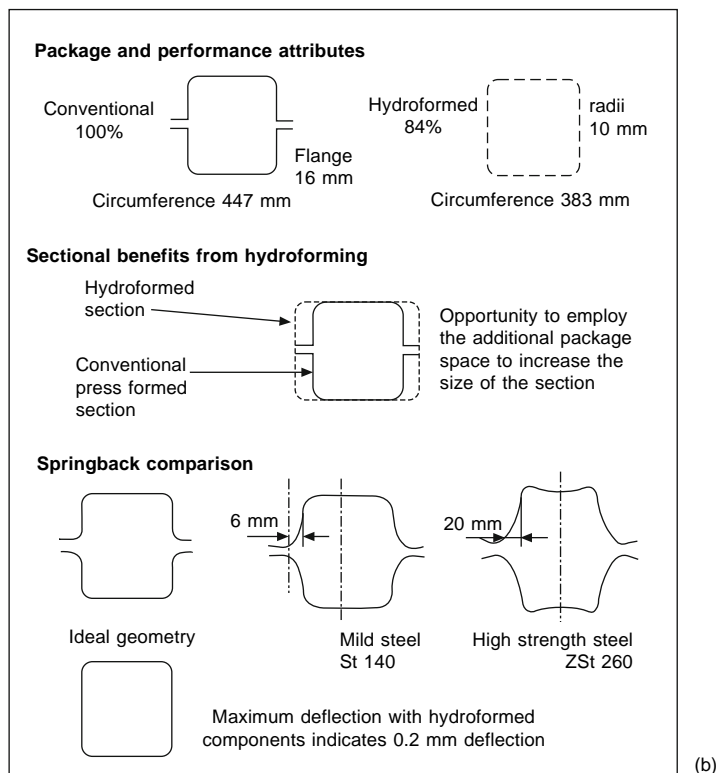 Package and performance attributes
Conventional
100%
Flange
16 mm
Circumference 447 mm
Hydroformed
84%
radii
10 mm
Circumference 383 mm
Sectional benefits from hydroforming
Hydroformed
section
Conventional
press formed
section
Opportunity to employ
the additional package
space to increase the
size of the section
Springback comparison
6 mm
20 mm
Ideal geometry
Mild steel
St 140
High strength steel
ZSt 260
Maximum deflection with hydroformed
components indicates 0.2 mm deflection
(b)